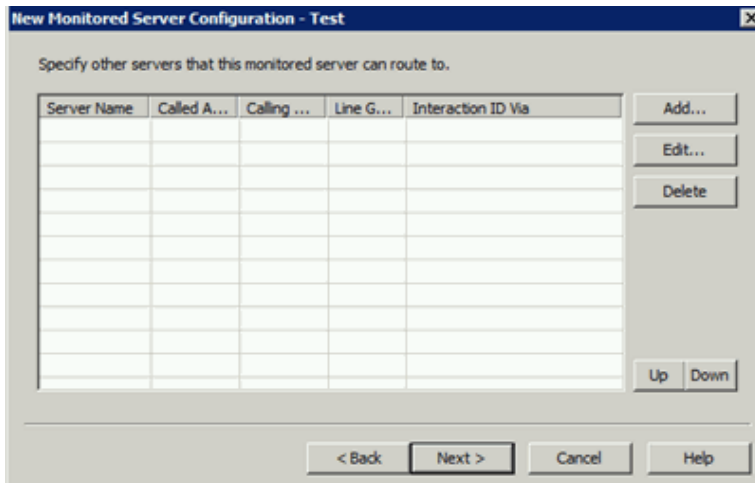 New Monitored Server Configuration - Test
Specify other servers that this monitored server can route to.
Server Name Called A... Calling ... Line G... Interaction ID Via
Add...
Edit...
Delete
Up Down
< Back Next > Cancel Help